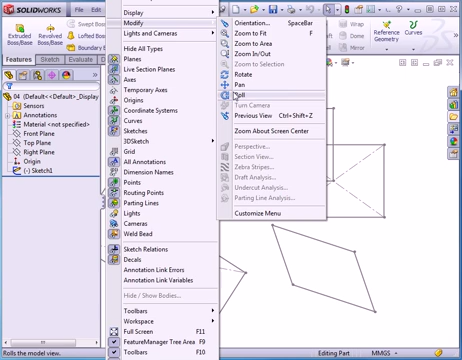 SOLIDWORKS
Extruded
Boss/Base
Revolved
Boss/Base
Swept Bo
Lofted Bo
Boundary
Wrap
Dome
Mirror
Reference
Geometry
Curves
Features
Sketch
Evaluate
04 (Default<<Default>_Display
Sensors
Annotations
Material <not specified>
Front Plane
Top Plane
Right Plane
Origin
(-) Sketch1
Display
Modify
Lights and Cameras
Hide All Types
Planes
Live Section Planes
Axes
Temporary Axes
Origins
Coordinate Systems
Curves
Sketches
3DSketch
Grid
All Annotations
Dimension Names
Points
Routing Points
Parting Lines
Lights
Cameras
Weld Bead
Sketch Relations
Decals
Annotation Link Errors
Annotation Link Variables
Hide / Show Bodies...
Toolbars
Workspace
Full Screen F11
FeatureManager Tree Area F9
Toolbars F10
Orientation... SpaceBar
Zoom to Fit F
Zoom to Area
Zoom In/Out
Zoom to Selection
Rotate
Pan
Roll
Turn Camera
Previous View Ctrl+Shift+Z
Zoom About Screen Center
Perspective...
Section View...
Zebra Stripes...
Draft Analysis...
Undercut Analysis...
Parting Line Analysis...
Customize Menu
Rolls the model view.
Editing Part
MMGS